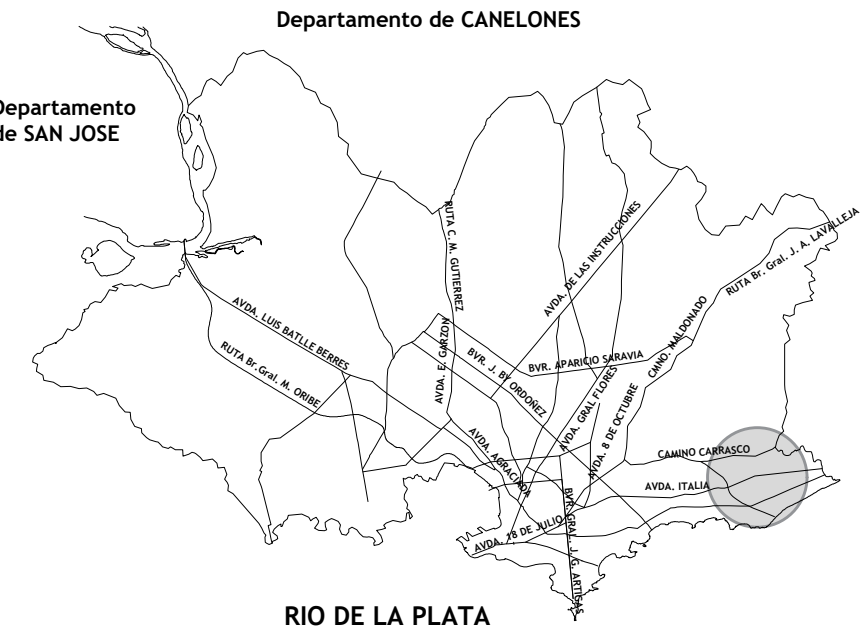 Departamento de CANELONES
Departamento
de SAN JOSE
RUTA C. M. GUTIERREZ
AVDA. DE LAS INSTRUCCIONES
RUTA Br. Gral. J. A. LAVALLEJA
AVDA. LUIS BATLLE BERRES
RUTA Br.Gral. M. ORIBE
AVDA. E. GARZON
BVR. J. BY ORDOÑEZ
BVR. APARICIO SARAVIA
CMNO. MALDONADO
AVDA. GRAL FLORES
AVDA. 8 DE OCTUBRE
AVDA. AGRACIADA
CAMINO CARRASCO
AVDA. ITALIA
BVR. GRAL. J. G. ARTIGAS
AVDA. 18 DE JULIO
RIO DE LA PLATA